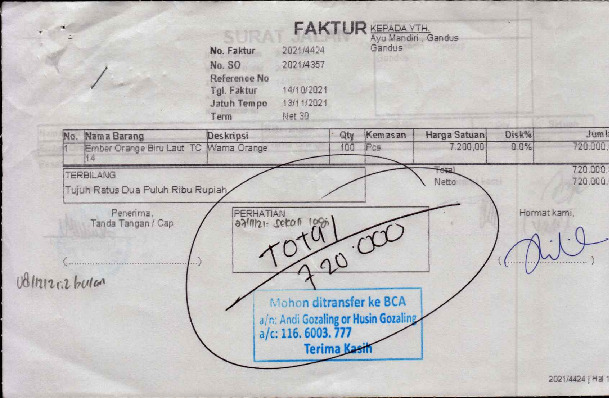 FAKTUR
KEPADA YTH.
Ayu Mandiri, Gandus
Gandus
No. Faktur 2021/4424
No. SO 2021/4357
Reference No
Tgl. Faktur 14/10/2021
Jatuh Tempo 13/11/2021
Term Net 30
No. Nama Barang Deskripsi Qty Kemasan Harga Satuan Disk% Jumla
1 Ember Orange Biru Laut TC 14 Warna Orange 100 Pcs 7.200,00 0.0% 720.000
TERBILANG
Tujuh Ratus Dua Puluh Ribu Rupiah
Total 720.000
Netto 720.000
Penerima,
Tanda Tangan / Cap
PERHATIAN
Hormat kami,
Total
720.000
Mohon ditransfer ke BCA
a/n: Andi Gozaling or Husin Gozaling
a/c: 116. 6003. 777
Terima Kasih
2021/4424 | Hal 1